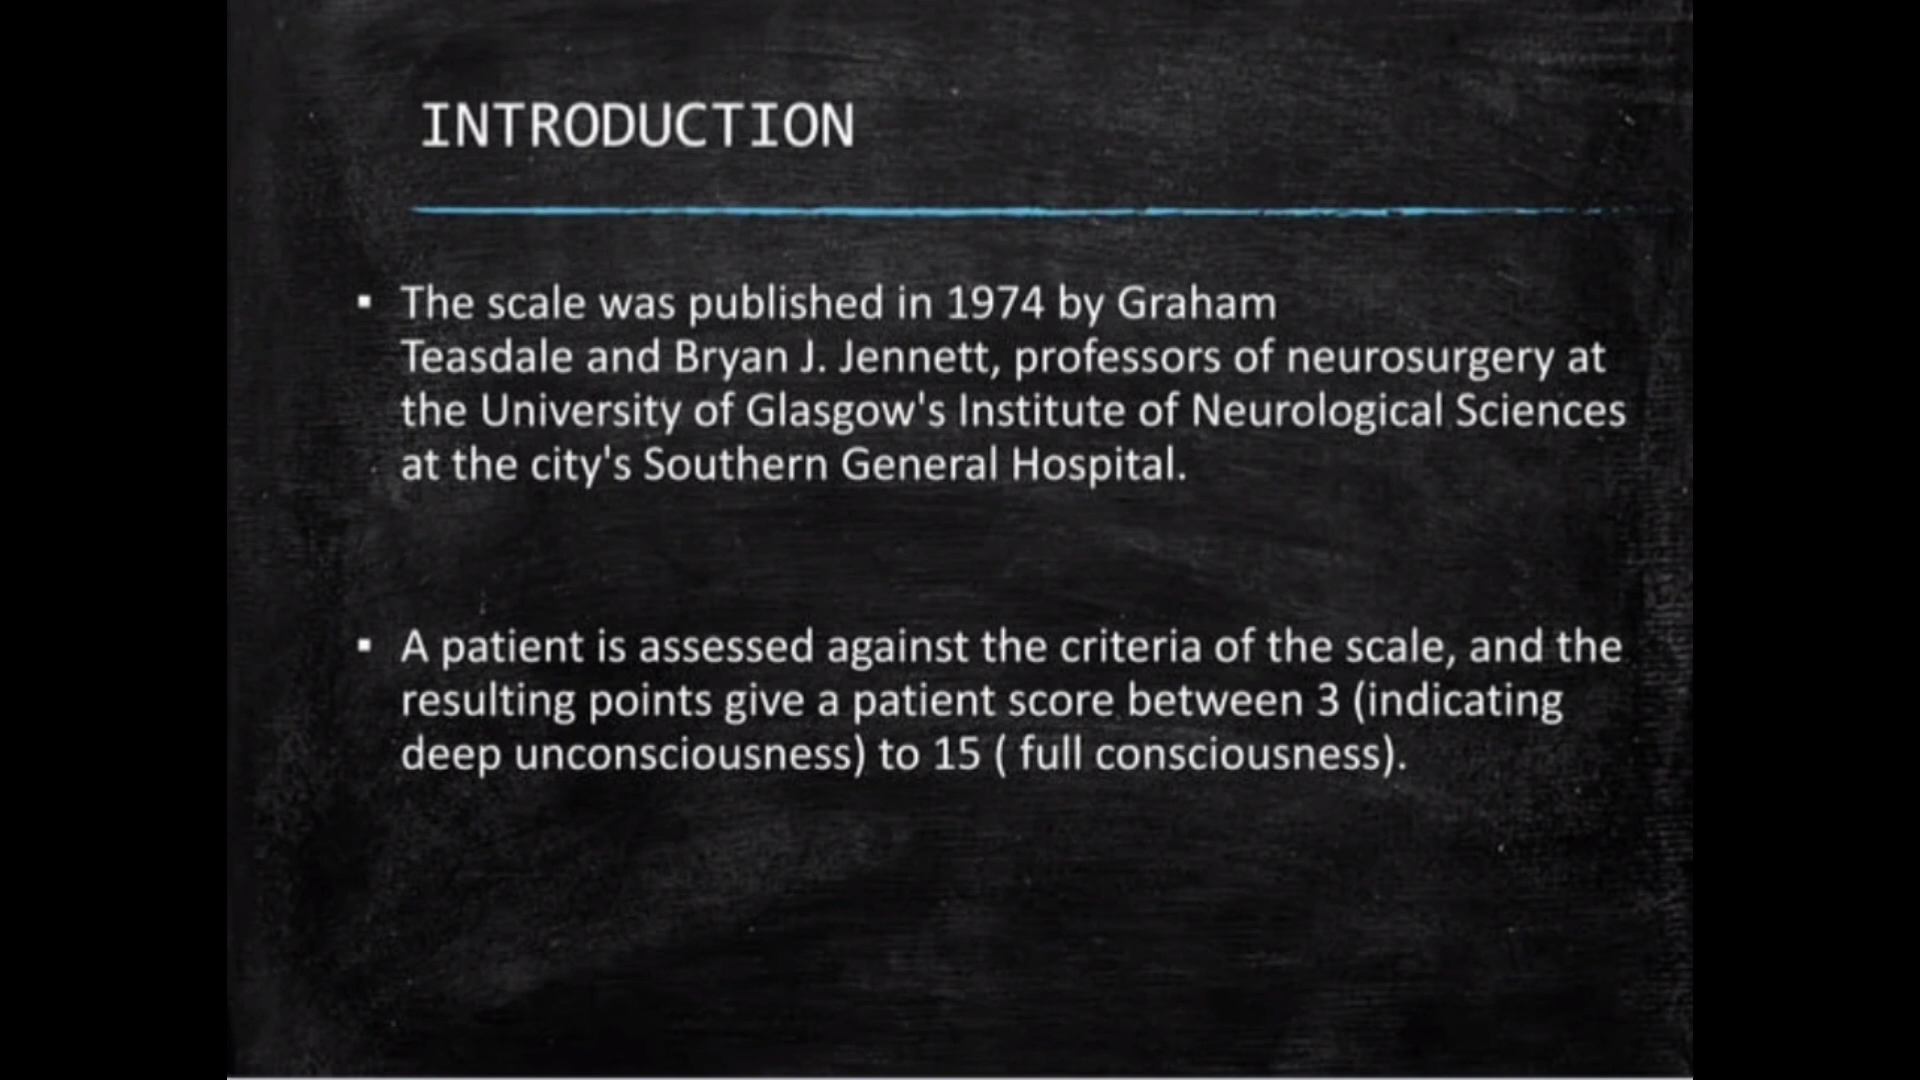 INTRODUCTION
▪ The scale was published in 1974 by Graham
Teasdale and Bryan J. Jennett, professors of neurosurgery at
the University of Glasgow's Institute of Neurological Sciences
at the city's Southern General Hospital.
▪ A patient is assessed against the criteria of the scale, and the
resulting points give a patient score between 3 (indicating
deep unconsciousness) to 15 ( full consciousness).